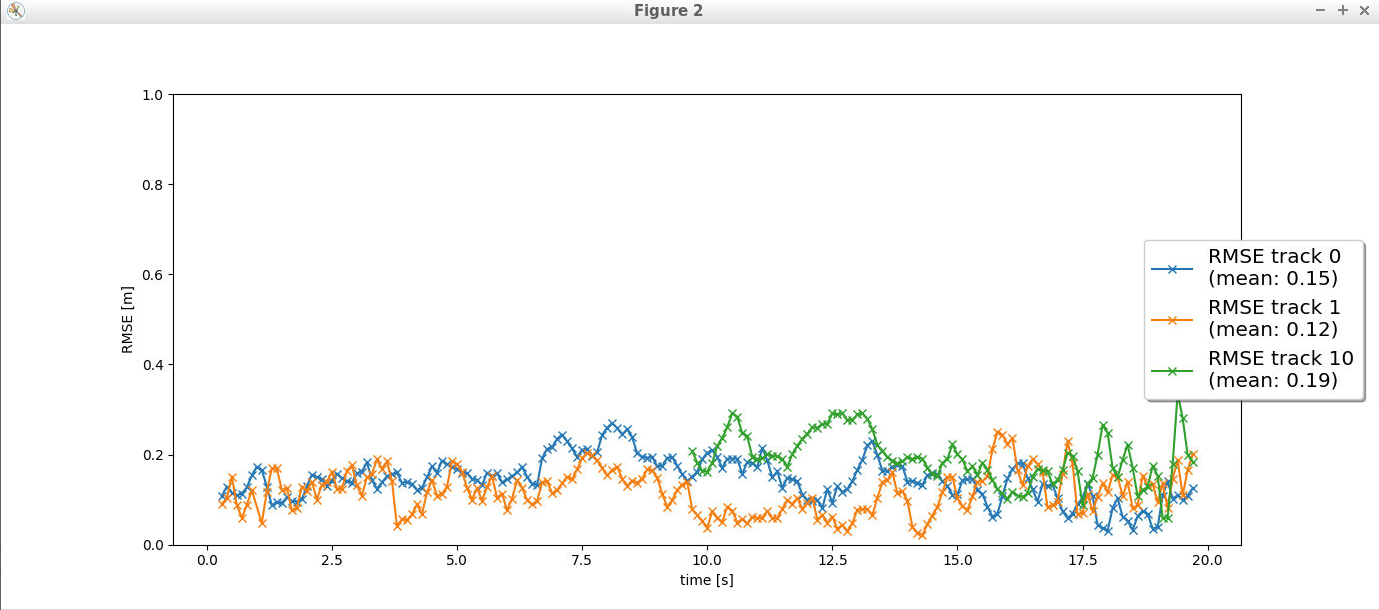 Figure 2
1.0
0.8
0.6
0.4
0.2
0.0
RMSE [m]
0.0 2.5 5.0 7.5 10.0 12.5 15.0 17.5 20.0
time [s]
RMSE track 0
(mean: 0.15)
RMSE track 1
(mean: 0.12)
RMSE track 10
(mean: 0.19)